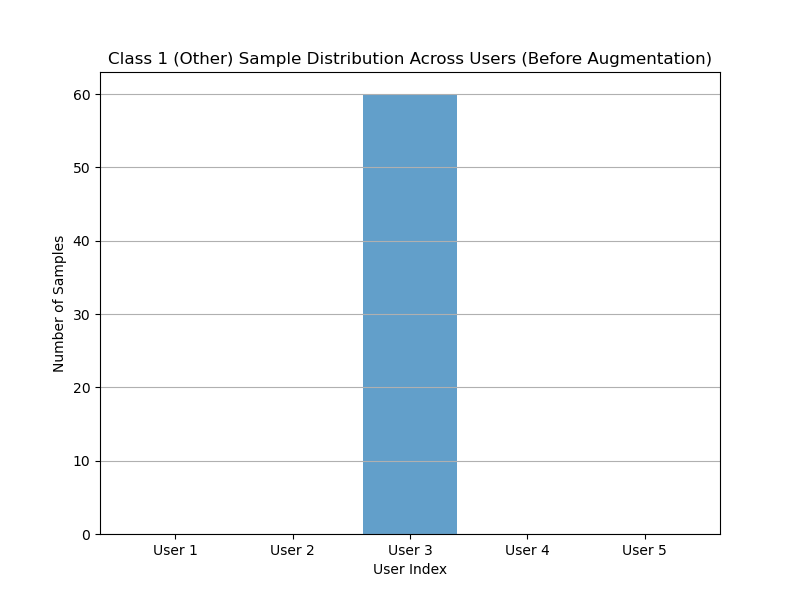 Class 1 (Other) Sample Distribution Across Users (Before Augmentation)
Number of Samples
60
50
40
30
20
10
0
User 1 User 2 User 3 User 4 User 5
User Index